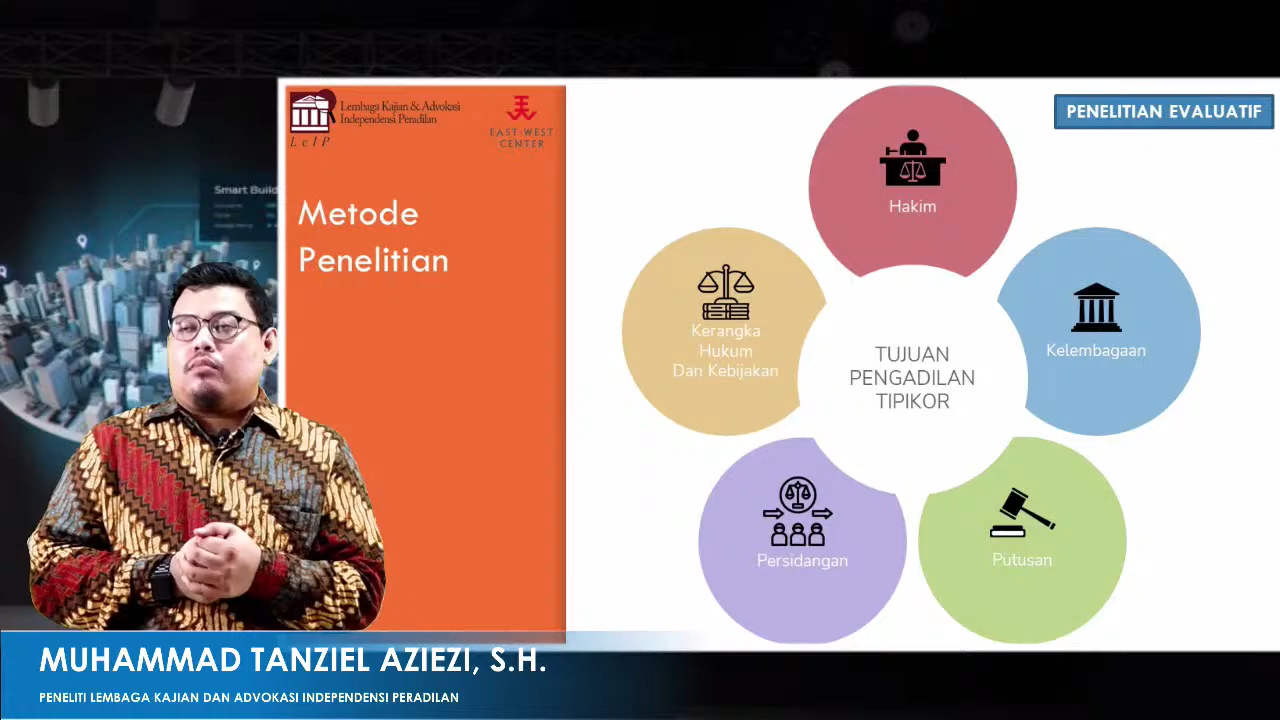 Smart Build
Lembaga Kajian & Advokasi
Independensi Peradilan
LeIP
EAST-WEST
CENTER
Metode
Penelitian
PENELITIAN EVALUATIF
Hakim
Kerangka
Hukum
Dan Kebijakan
Kelembagaan
TUJUAN
PENGADILAN
TIPIKOR
Persidangan
Putusan
MUHAMMAD TANZIEL AZIEZI, S.H.
PENELITI LEMBAGA KAJIAN DAN ADVOKASI INDEPENDENSI PERADILAN